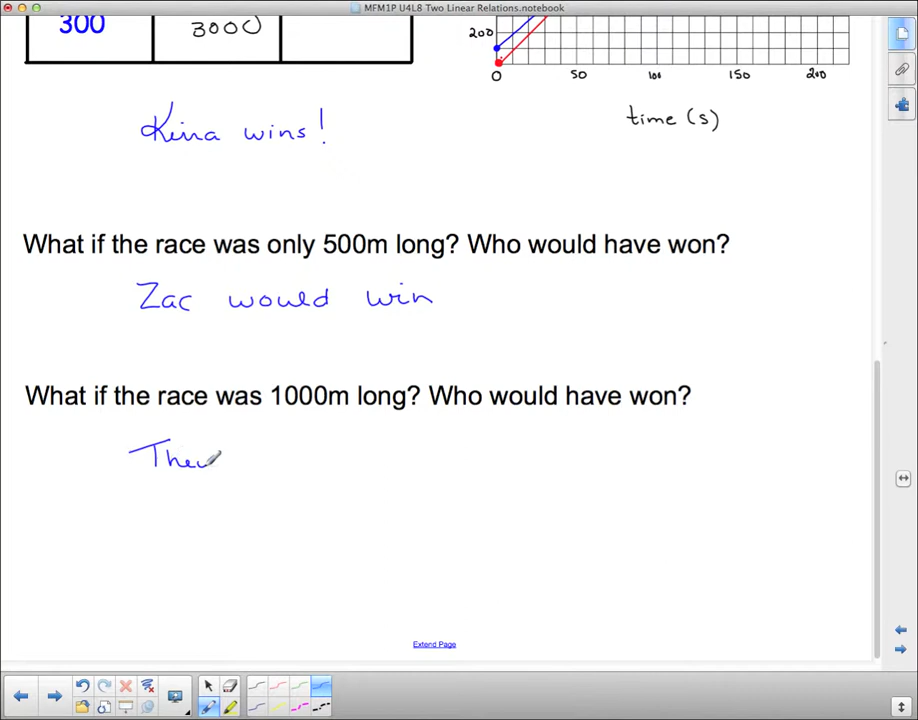 MFM1P U4L8 Two Linear Relations.notebook
300 3000
200
0 50 100 150 200
time (s)
Kira wins!
What if the race was only 500m long? Who would have won?
Zac would win
What if the race was 1000m long? Who would have won?
They
Extend Page